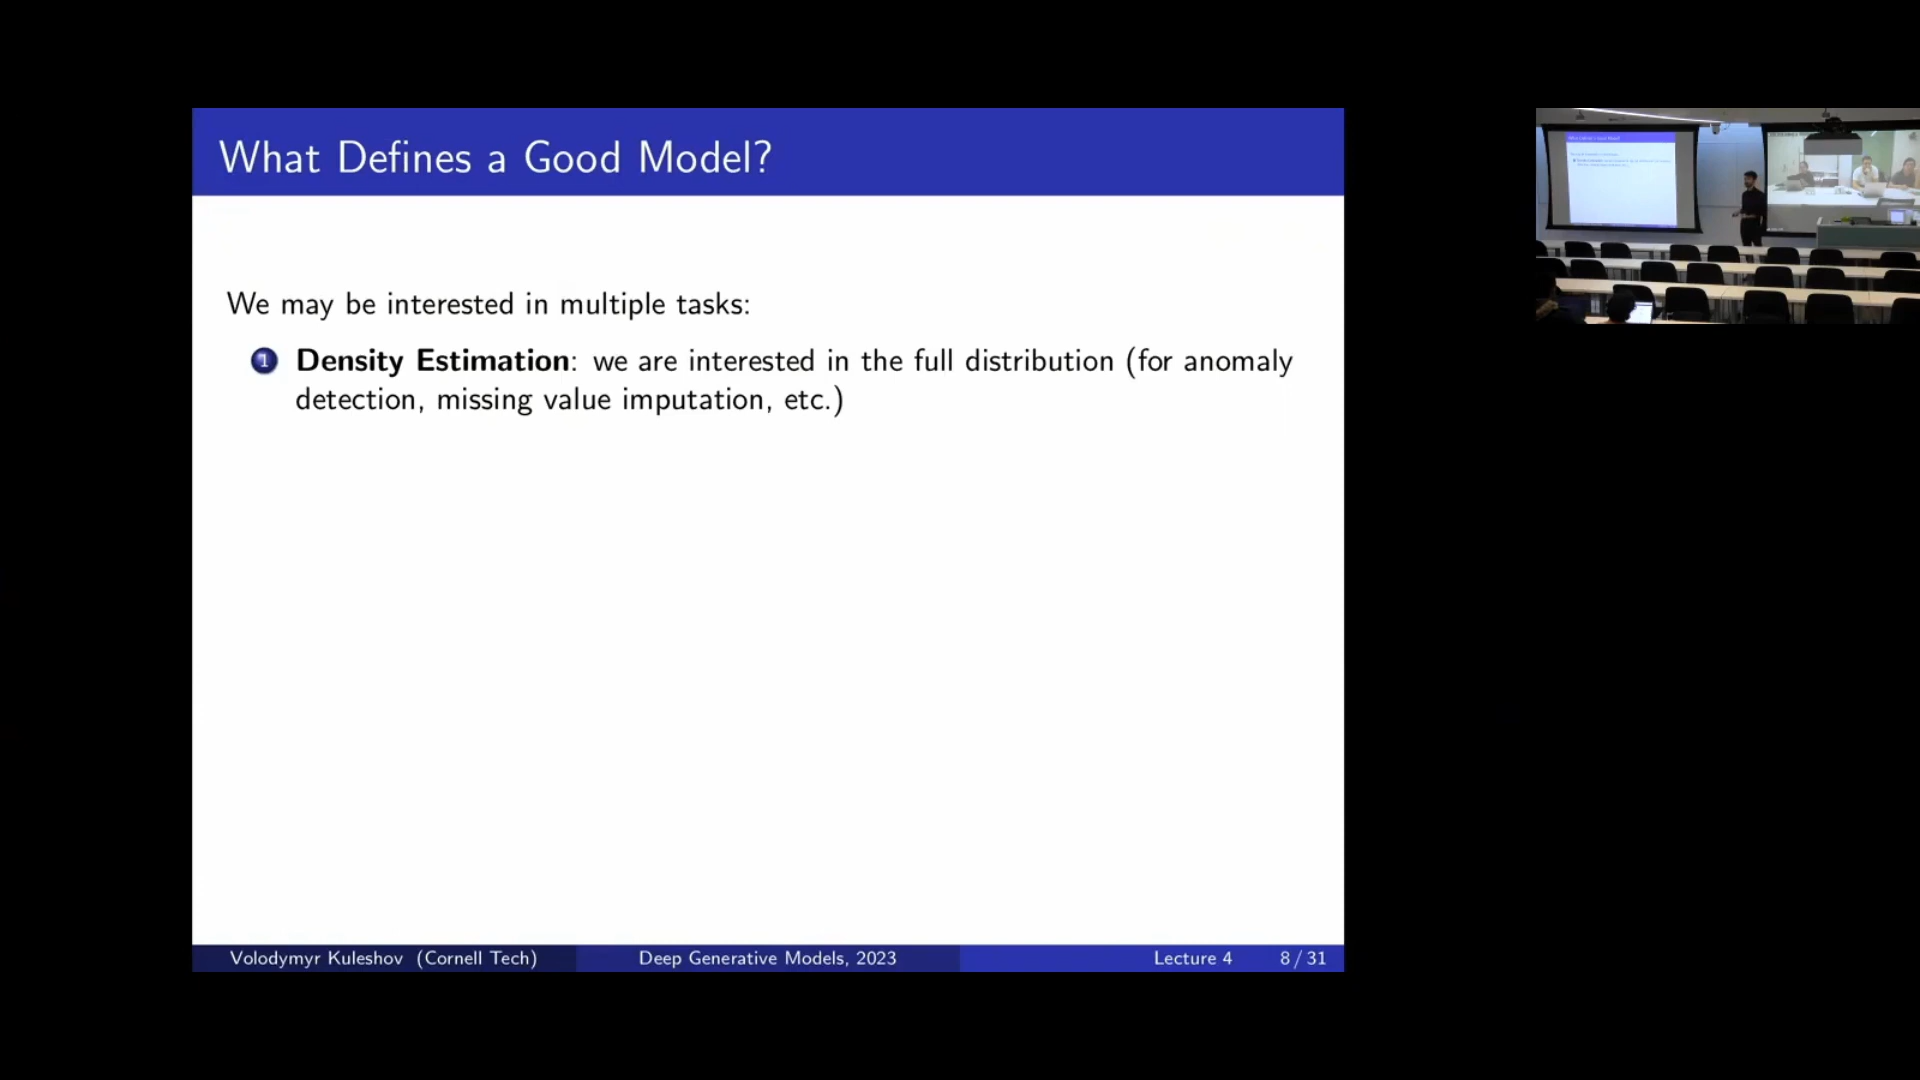 What Defines a Good Model?
We may be interested in multiple tasks:
1 Density Estimation: we are interested in the full distribution (for anomaly
detection, missing value imputation, etc.)
Volodymyr Kuleshov (Cornell Tech) Deep Generative Models, 2023 Lecture 4 8 / 31